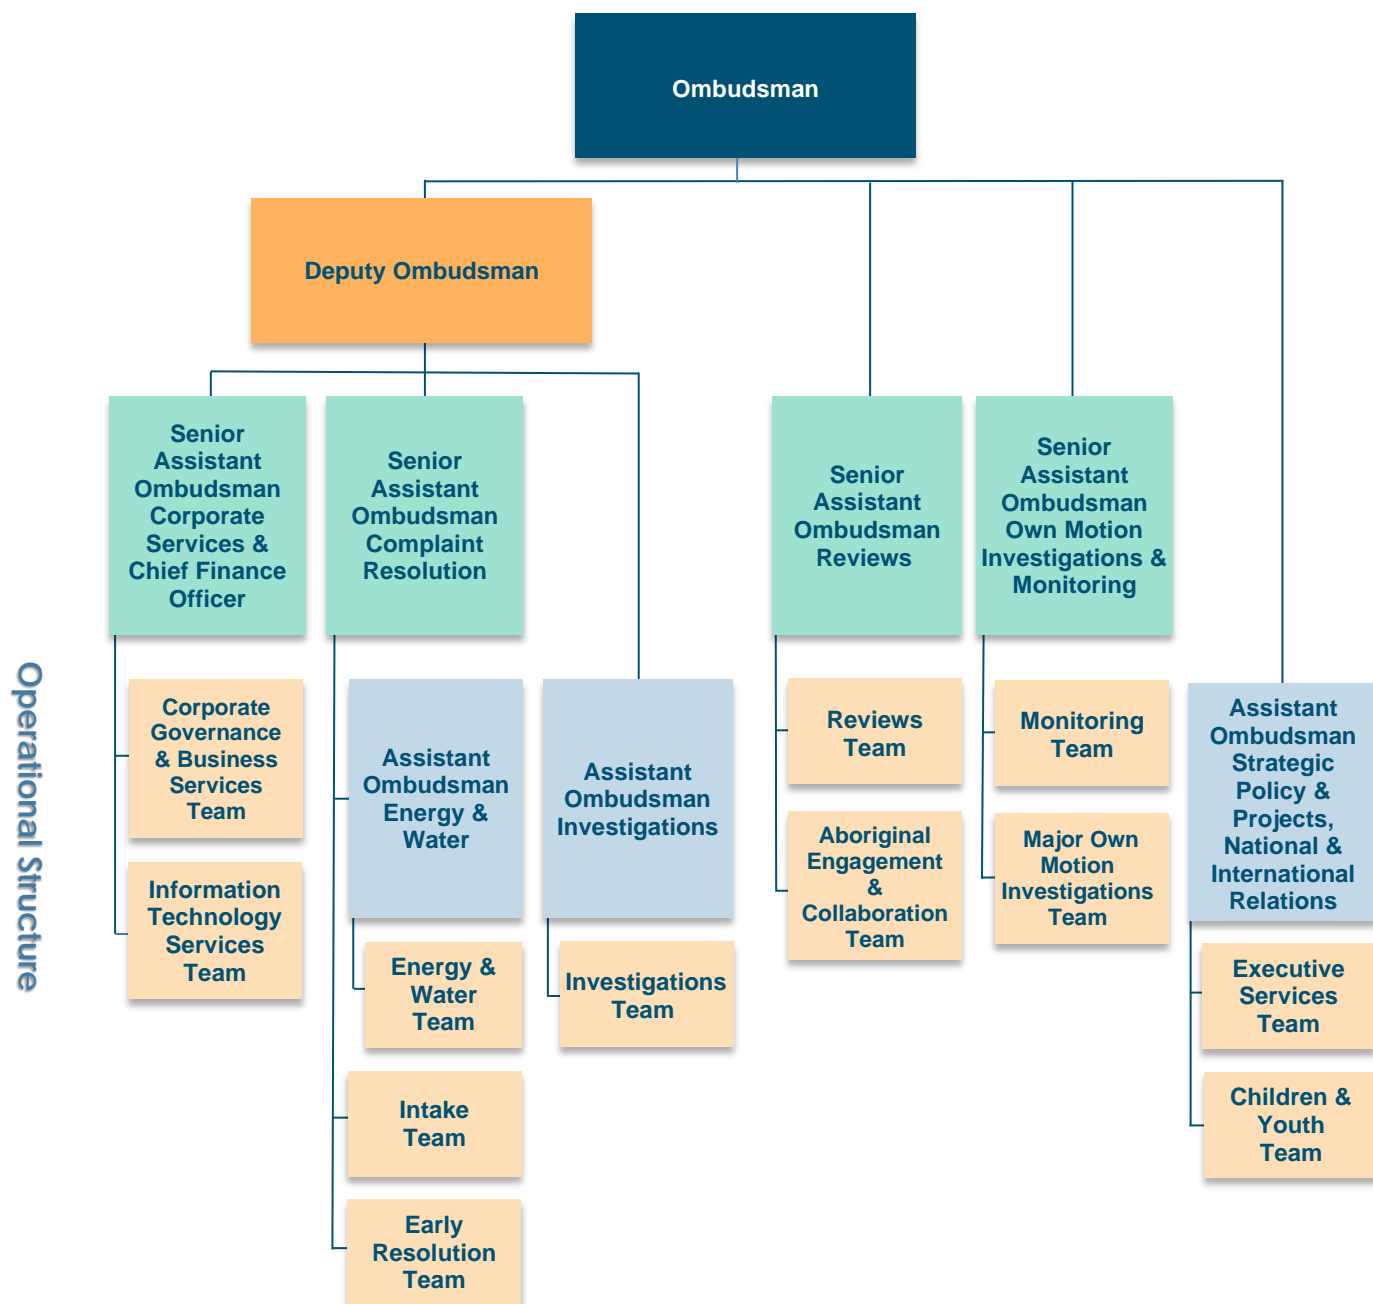 Ombudsman
Deputy Ombudsman
Senior
Assistant
Ombudsman
Corporate
Services &
Chief Finance
Officer
Senior
Assistant
Ombudsman
Complaint
Resolution
Senior
Assistant
Ombudsman
Reviews
Senior
Assistant
Ombudsman
Own Motion
Investigations &
Monitoring
Corporate
Governance
& Business
Services
Team
Information
Technology
Services
Team
Assistant
Ombudsman
Energy &
Water
Energy &
Water
Team
Intake
Team
Early
Resolution
Team
Assistant
Ombudsman
Investigations
Investigations
Team
Reviews
Team
Aboriginal
Engagement
&
Collaboration
Team
Monitoring
Team
Major Own
Motion
Investigations
Team
Assistant
Ombudsman
Strategic
Policy &
Projects,
National &
International
Relations
Executive
Services
Team
Children &
Youth
Team
Operational Structure